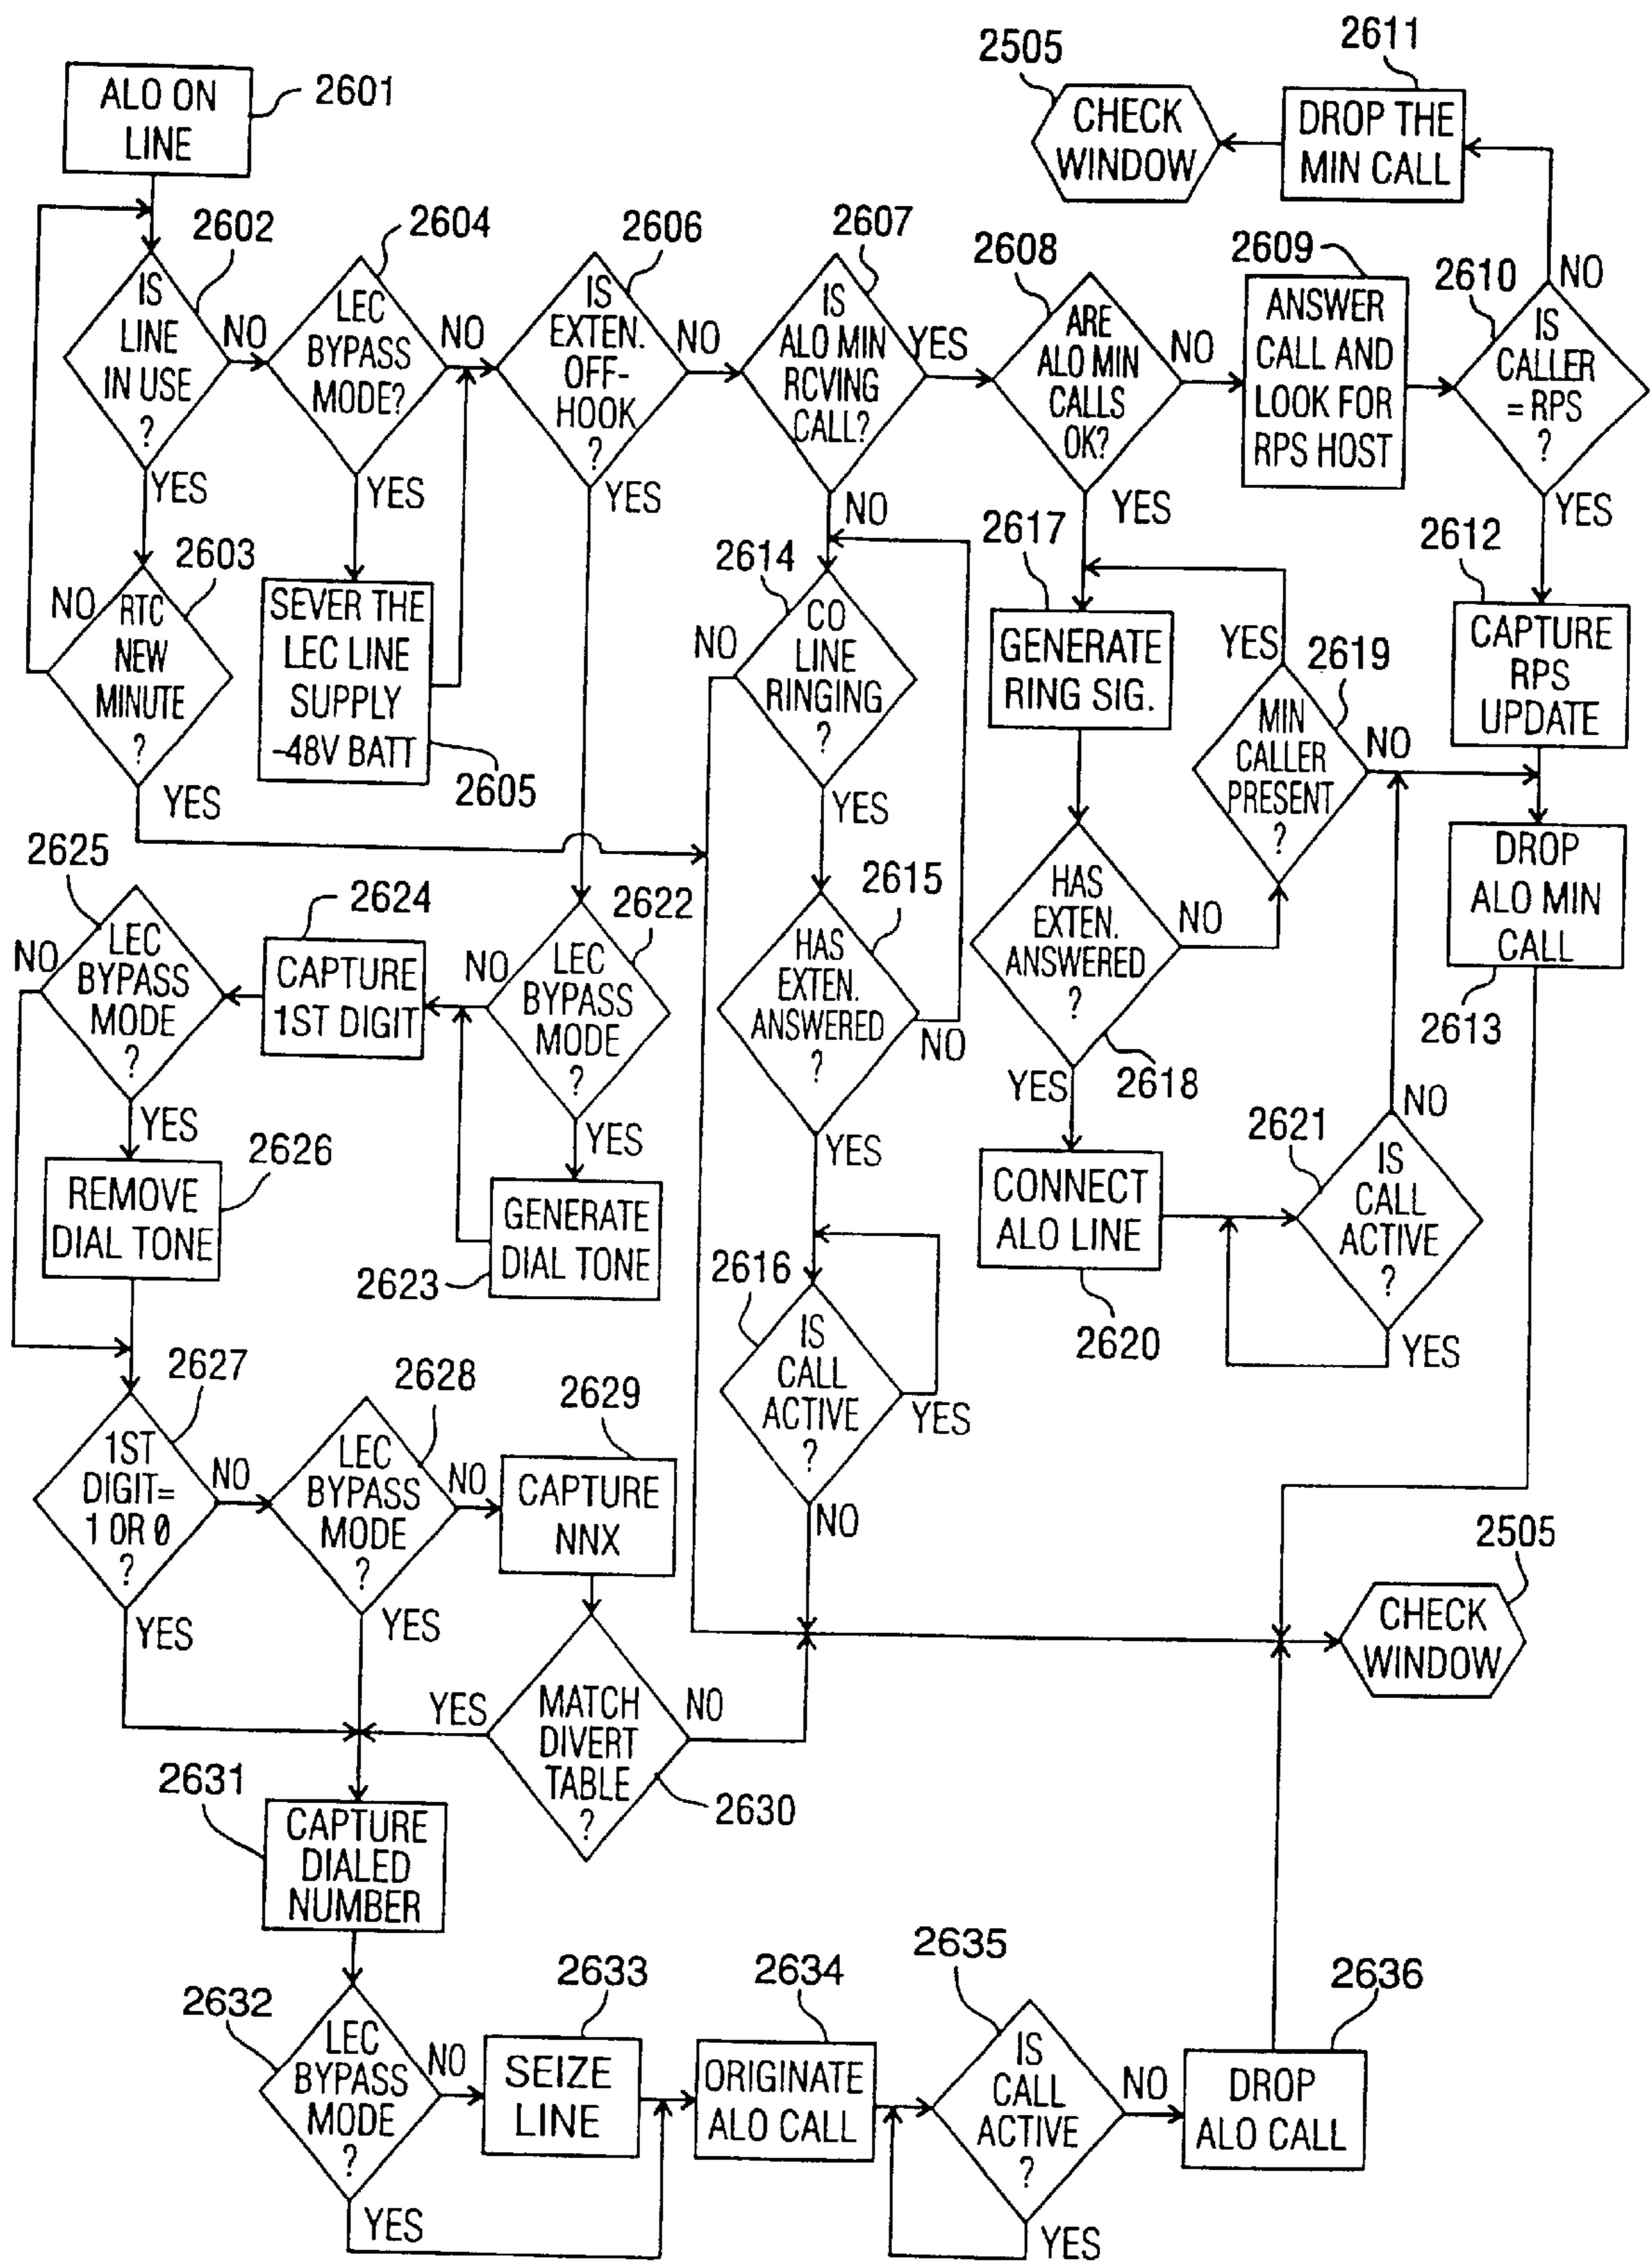 2611
2505
ALO ON
LINE
2601
CHECK
WINDOW
DROP THE
MIN CALL
2602
2604
2606
2607
2608
2609
2610
NO
IS
LINE
IN USE
?
NO
LEC
BYPASS
MODE?
NO
IS
EXTEN.
OFF-
HOOK
?
NO
IS
ALO MIN
RCVING
CALL?
YES
ARE
ALO MIN
CALLS
OK?
NO
ANSWER
CALL AND
LOOK FOR
RPS HOST
IS
CALLER
= RPS
?
YES
YES
YES
NO
YES
YES
2603
NO
RTC
NEW
MINUTE
?
YES
SEVER THE
LEC LINE
SUPPLY
-48V BATT
2605
2614
NO
CO
LINE
RINGING
?
YES
2617
GENERATE
RING SIG.
YES
2619
MIN
CALLER
PRESENT
?
NO
2612
CAPTURE
RPS
UPDATE
2625
NO
LEC
BYPASS
MODE
?
YES
2624
CAPTURE
1ST DIGIT
NO
2622
LEC
BYPASS
MODE
?
YES
2615
HAS
EXTEN.
ANSWERED
?
NO
YES
HAS
EXTEN.
ANSWERED
?
NO
2618
YES
DROP
ALO MIN
CALL
2613
2626
REMOVE
DIAL TONE
GENERATE
DIAL TONE
2623
2616
IS
CALL
ACTIVE
?
YES
NO
CONNECT
ALO LINE
2620
2621
NO
IS
CALL
ACTIVE
?
YES
2627
1ST
DIGIT=
1 OR 0
?
NO
YES
2628
LEC
BYPASS
MODE
?
NO
YES
2629
CAPTURE
NNX
2505
CHECK
WINDOW
YES
MATCH
DIVERT
TABLE
?
NO
2630
2631
CAPTURE
DIALED
NUMBER
2632
LEC
BYPASS
MODE
?
NO
YES
2633
SEIZE
LINE
2634
ORIGINATE
ALO CALL
2635
IS
CALL
ACTIVE
?
NO
YES
2636
DROP
ALO CALL